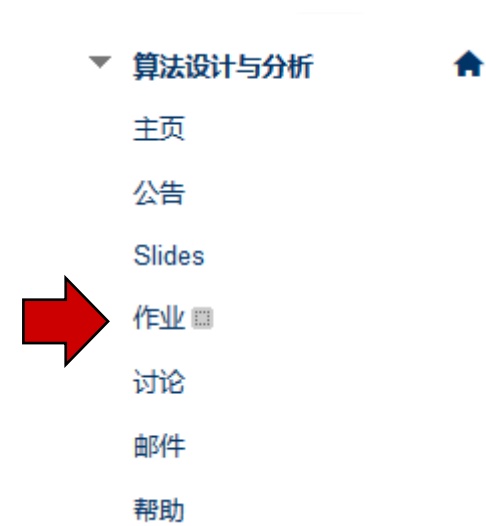 算法设计与分析
主页
公告
Slides
作业
讨论
邮件
帮助